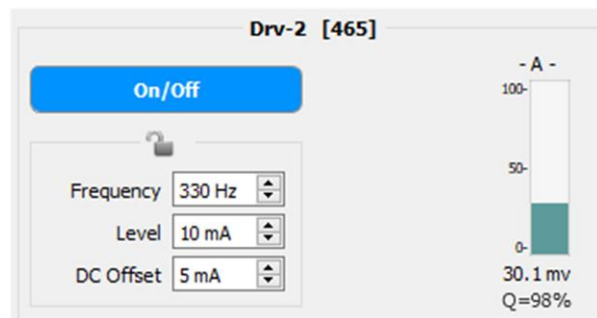 Drv-2 [465]
On/Off
Frequency 330 Hz
Level 10 mA
DC Offset 5 mA
- A -
100-
50-
0-
30.1 mv
Q=98%